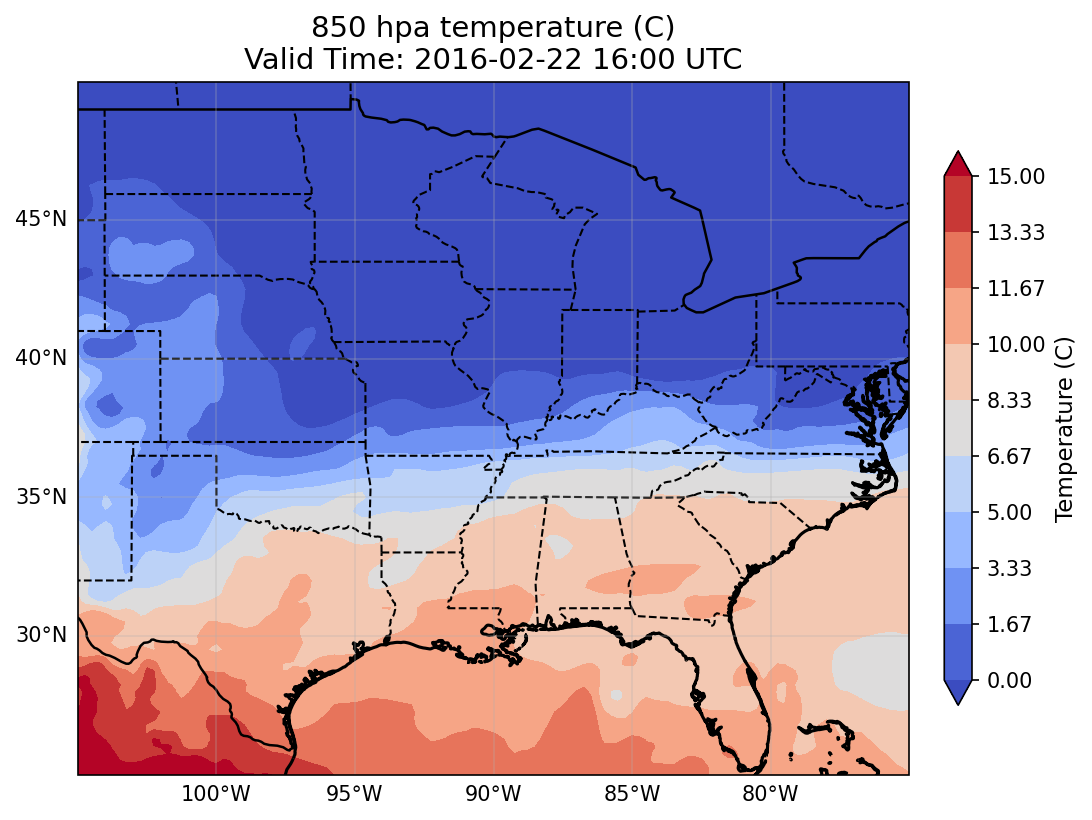 850 hpa temperature (C)
Valid Time: 2016-02-22 16:00 UTC
45°N
40°N
35°N
30°N
100°W
95°W
90°W
85°W
80°W
15.00
13.33
11.67
10.00
8.33
6.67
5.00
3.33
1.67
0.00
Temperature (C)